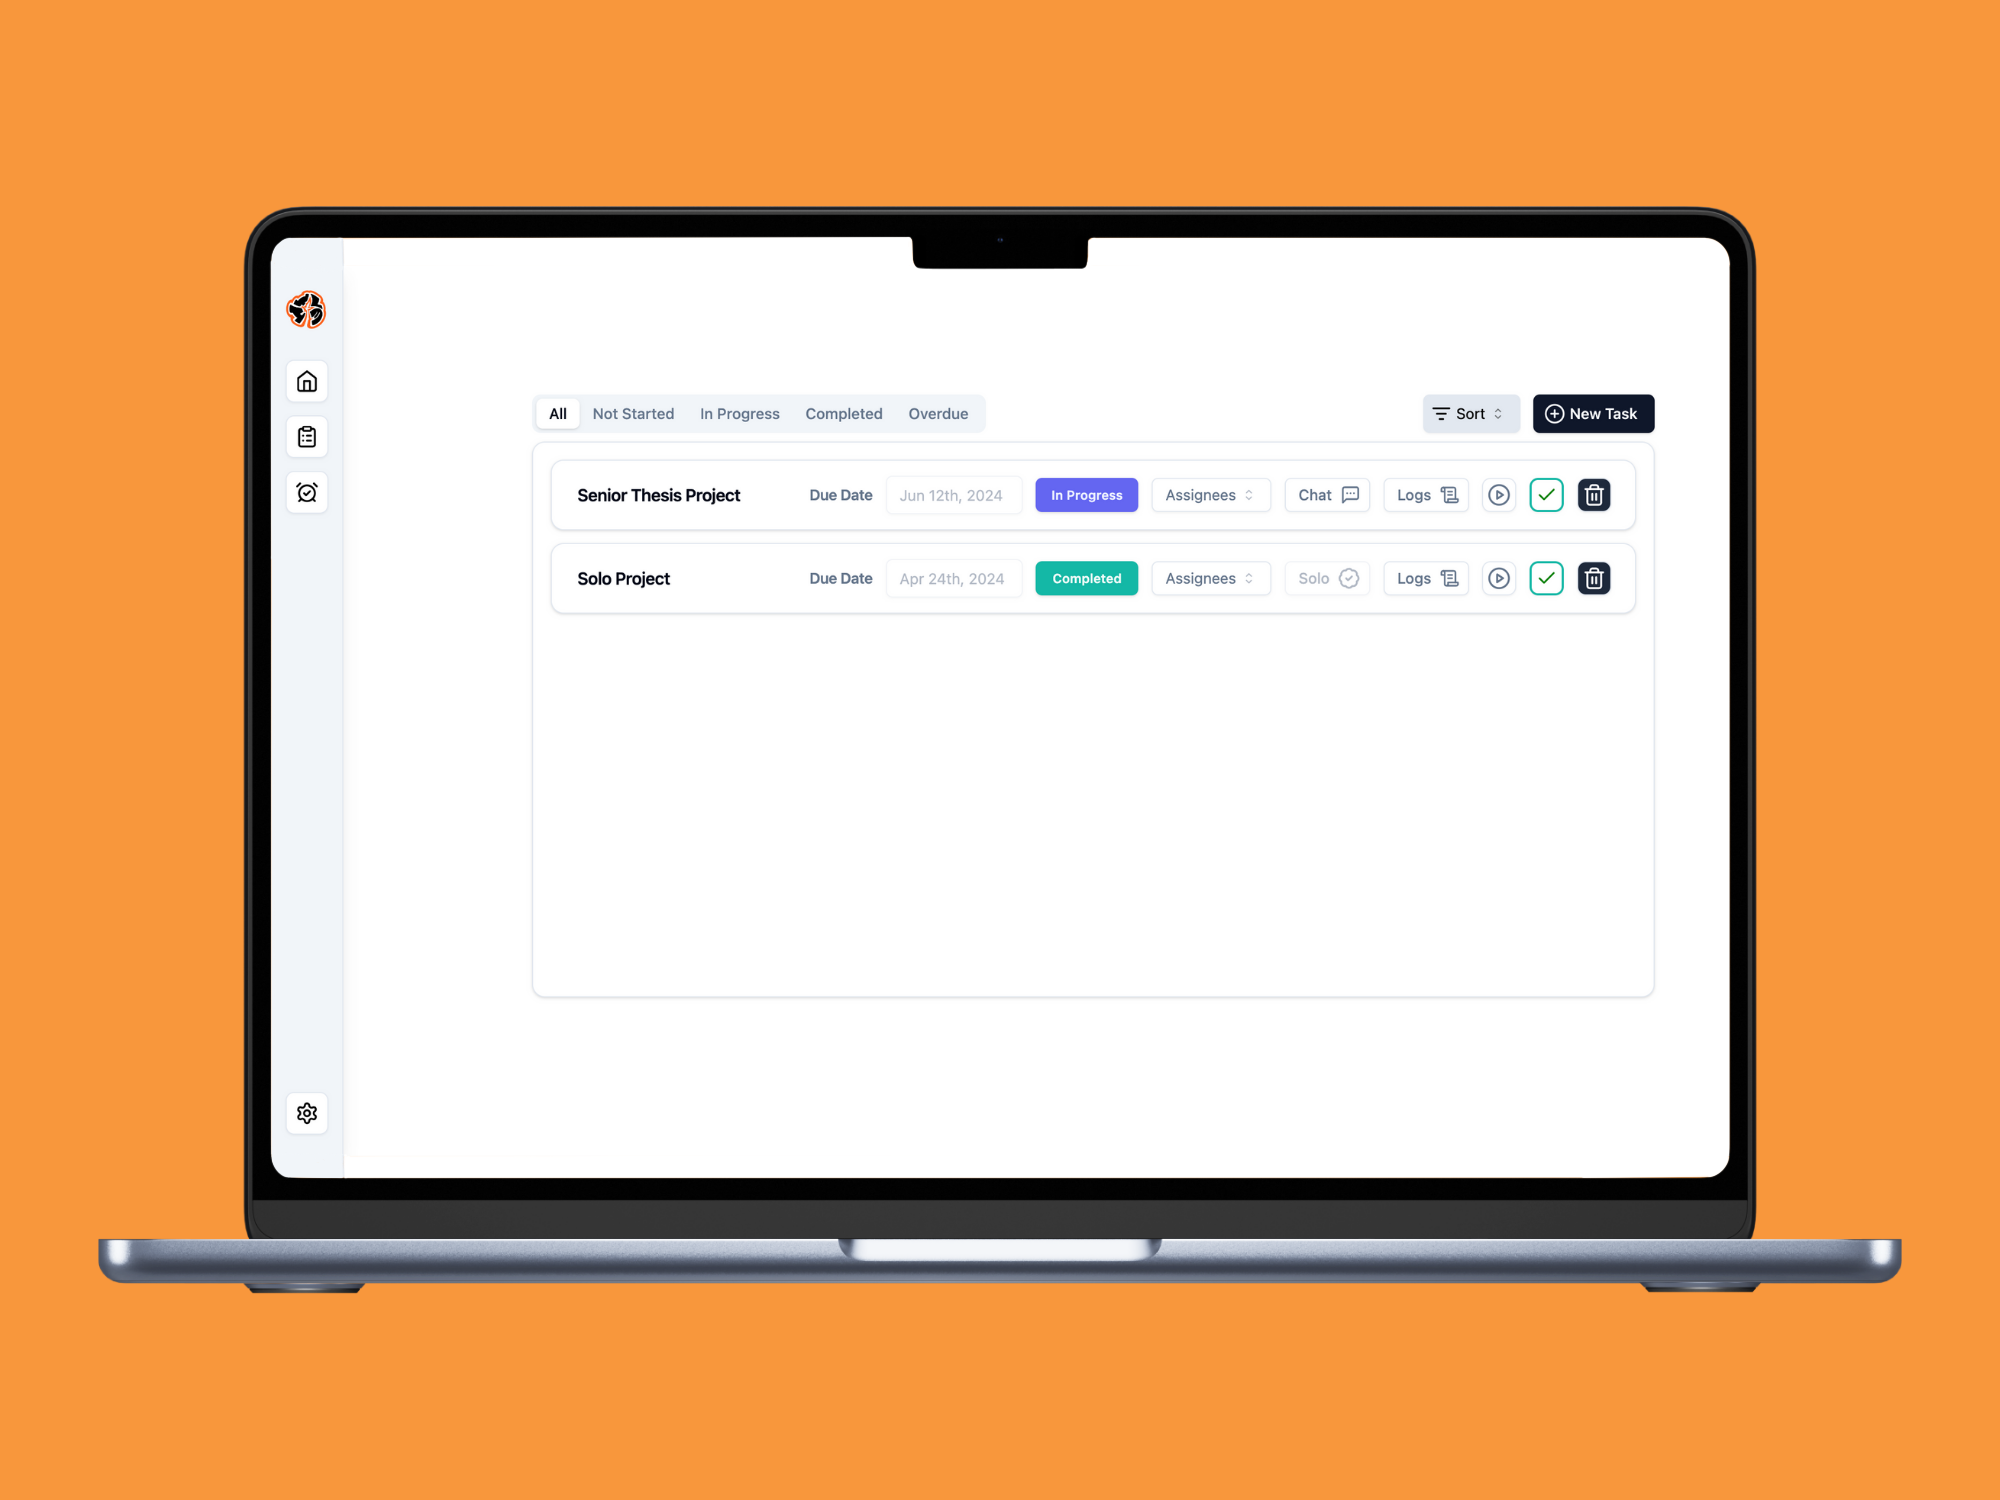 All Not Started In Progress Completed Overdue Sort New Task
Senior Thesis Project Due Date Jun 12th, 2024 In Progress Assignees Chat Logs
Solo Project Due Date Apr 24th, 2024 Completed Assignees Solo Logs